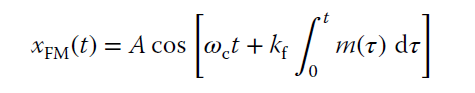 x_FM(t) = A cos [ω_c t + k_f ∫_0^t m(τ) dτ]